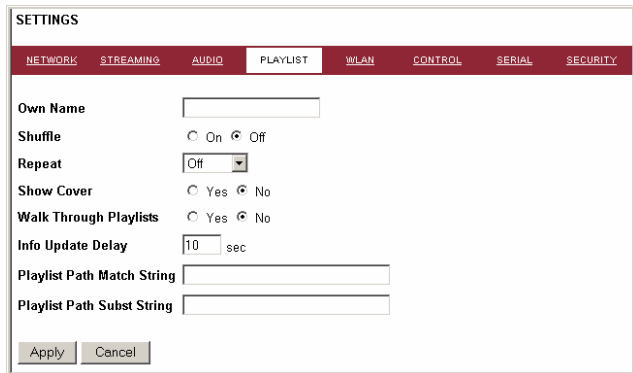 SETTINGS
NETWORK STREAMING AUDIO PLAYLIST WLAN CONTROL SERIAL SECURITY
Own Name
Shuffle On Off
Repeat Off
Show Cover Yes No
Walk Through Playlists Yes No
Info Update Delay 10 sec
Playlist Path Match String
Playlist Path Subst String
Apply Cancel